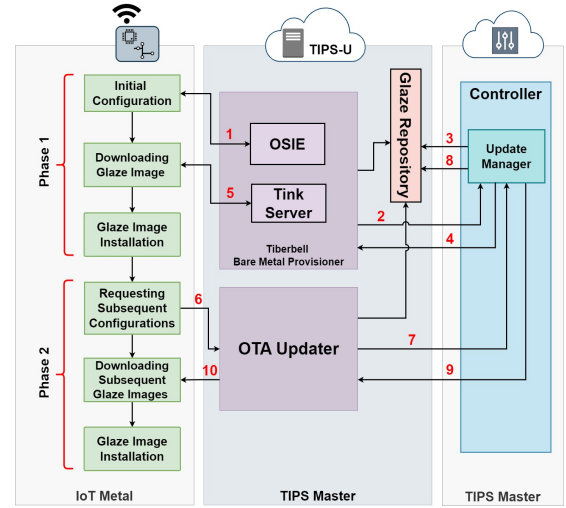 TIPS-U
Phase 1
Initial
Configuration
Downloading
Glaze Image
Glaze Image
Installation
1
5
OSIE
Tink
Server
Tiberbell
Bare Metal Provisioner
Glaze Repository
2
3
8
4
Controller
Update
Manager
Phase 2
Requesting
Subsequent
Configurations
Downloading
Subsequent
Glaze Images
Glaze Image
Installation
6
10
OTA Updater
7
9
IoT Metal
TIPS Master
TIPS Master